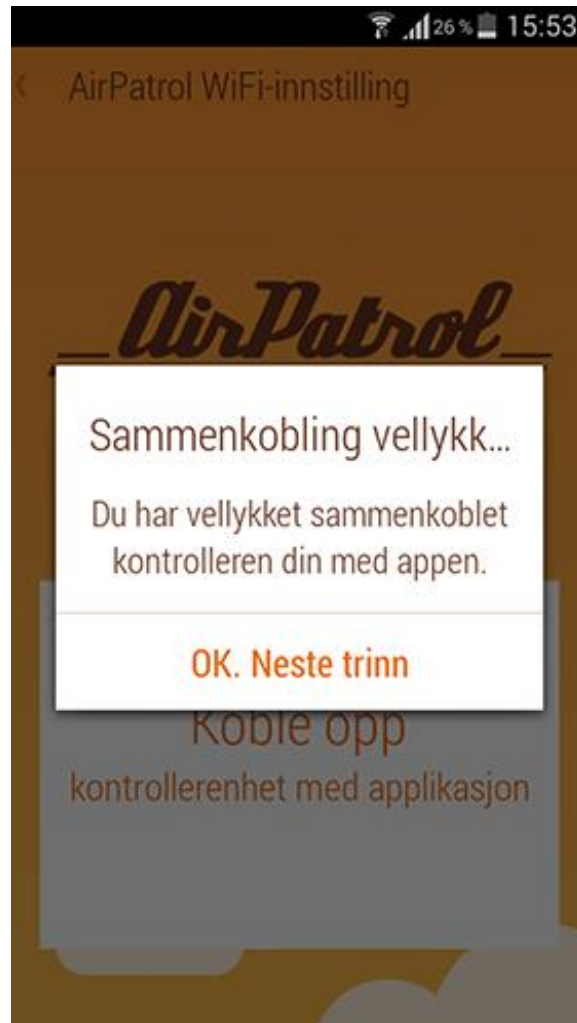 26 % 15:53
AirPatrol WiFi-innstilling
AirPatrol
Sammenkobling vellykk...
Du har vellykket sammenkoblet
kontrolleren din med appen.
OK. Neste trinn
Koble opp
kontrollerenhet med applikasjon